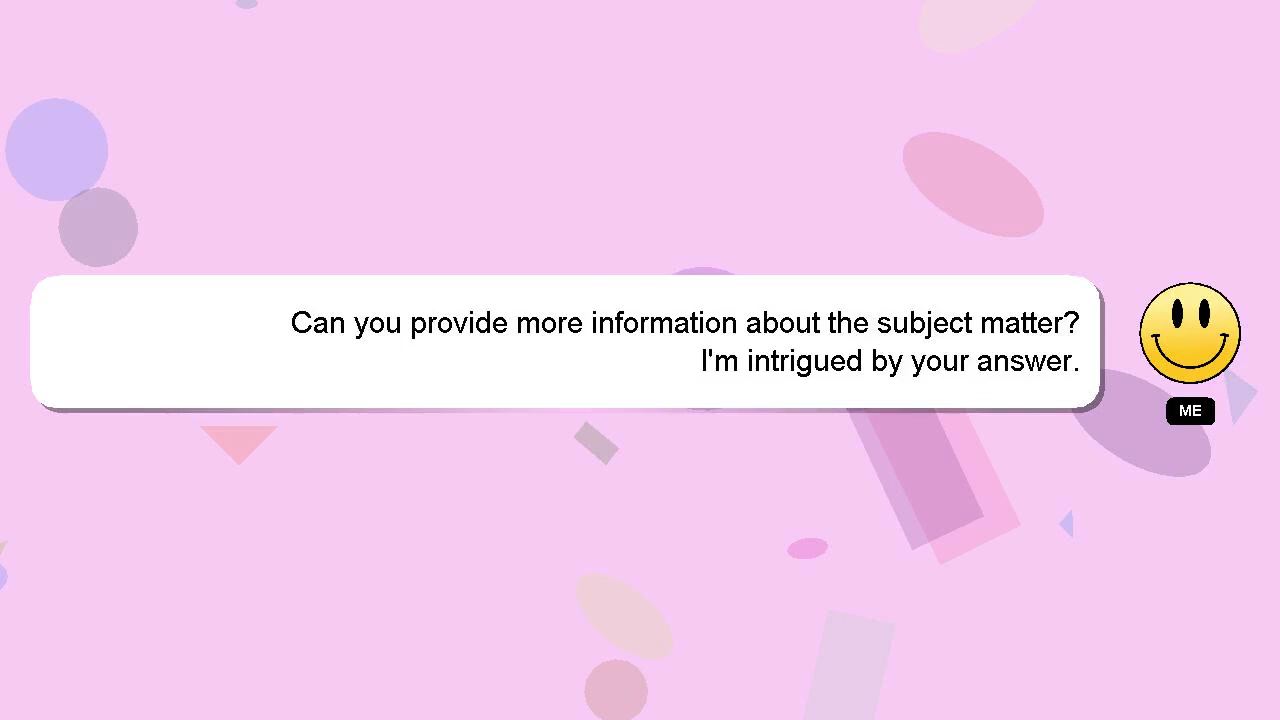 Can you provide more information about the subject matter?
I'm intrigued by your answer.
ME